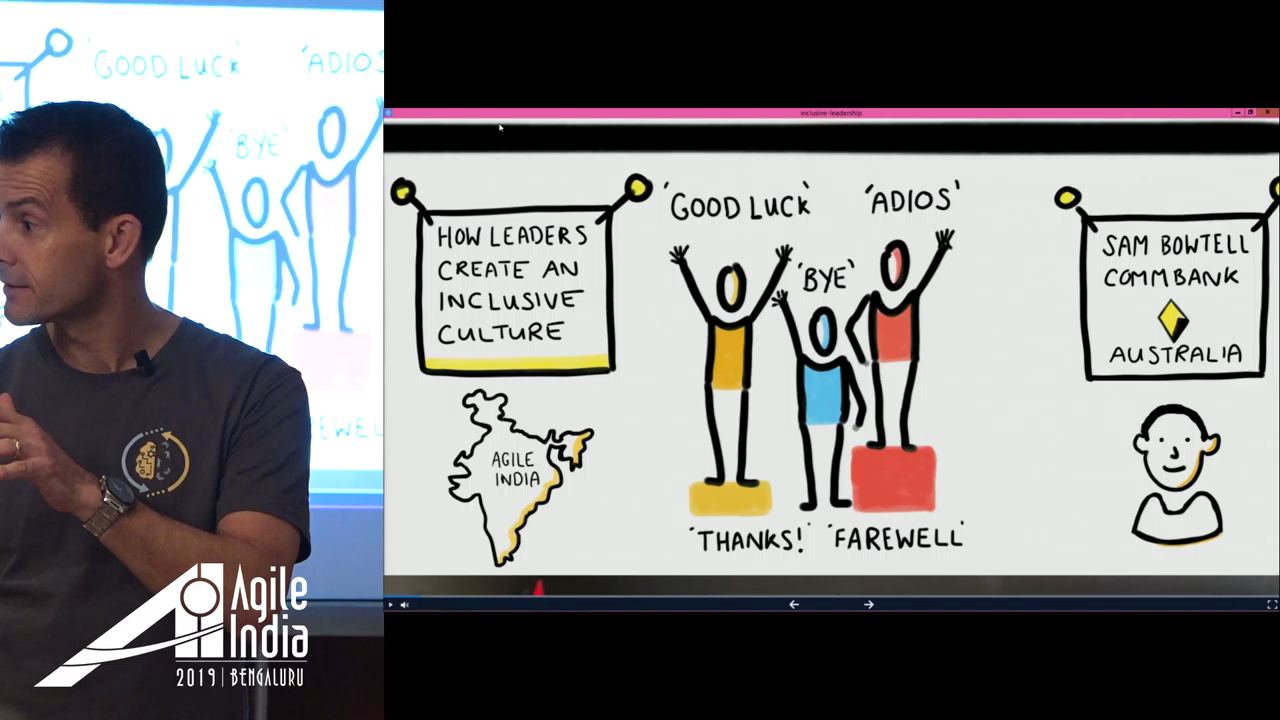 'GOOD LUCK'
'ADIOS
'BYE'
EWEL
Agile
India
2019 | BENGALURU
inclusive-leadership
HOW LEADERS
CREATE AN
INCLUSIVE
CULTURE
AGILE
INDIA
'GOOD LUCK'
'ADIOS'
'BYE'
'THANKS!' 'FAREWELL'
SAM BOWTELL
COMMBANK
AUSTRALIA